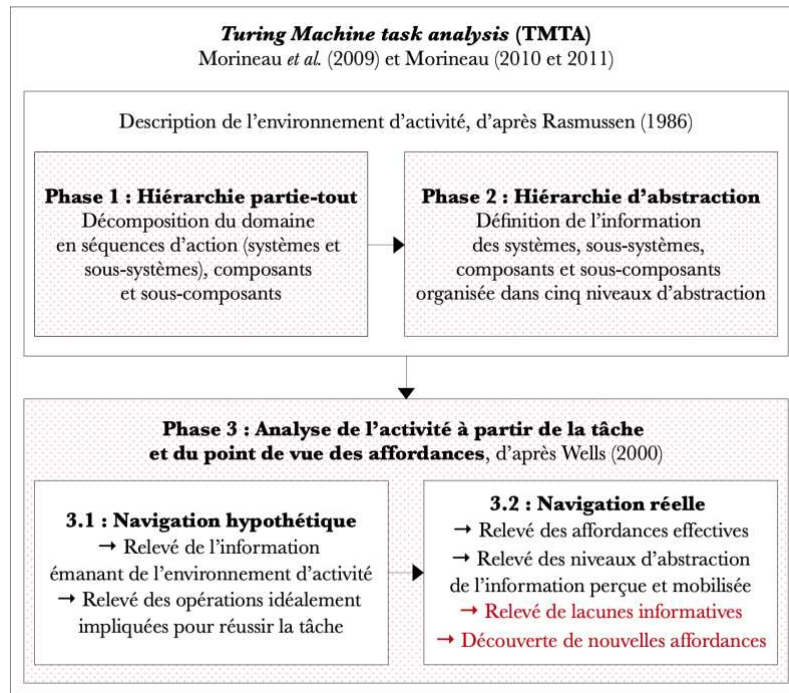 Turing Machine task analysis (TMTA)
Morineau et al. (2009) et Morineau (2010 et 2011)
Description de l’environnement d’activité, d’après Rasmussen (1986)
Phase 1 : Hiérarchie partie-tout
Décomposition du domaine
en séquences d’action (systèmes et
sous-systèmes), composants
et sous-composants
Phase 2 : Hiérarchie d’abstraction
Définition de l’information
des systèmes, sous-systèmes,
composants et sous-composants
organisée dans cinq niveaux d’abstraction
Phase 3 : Analyse de l’activité à partir de la tâche
et du point de vue des affordances, d’après Wells (2000)
3.1 : Navigation hypothétique
→ Relevé de l’information
émanant de l’environnement d’activité
→ Relevé des opérations idéalement
impliquées pour réussir la tâche
3.2 : Navigation réelle
→ Relevé des affordances effectives
→ Relevé des niveaux d’abstraction
de l’information perçue et mobilisée
→ Relevé de lacunes informatives
→ Découverte de nouvelles affordances